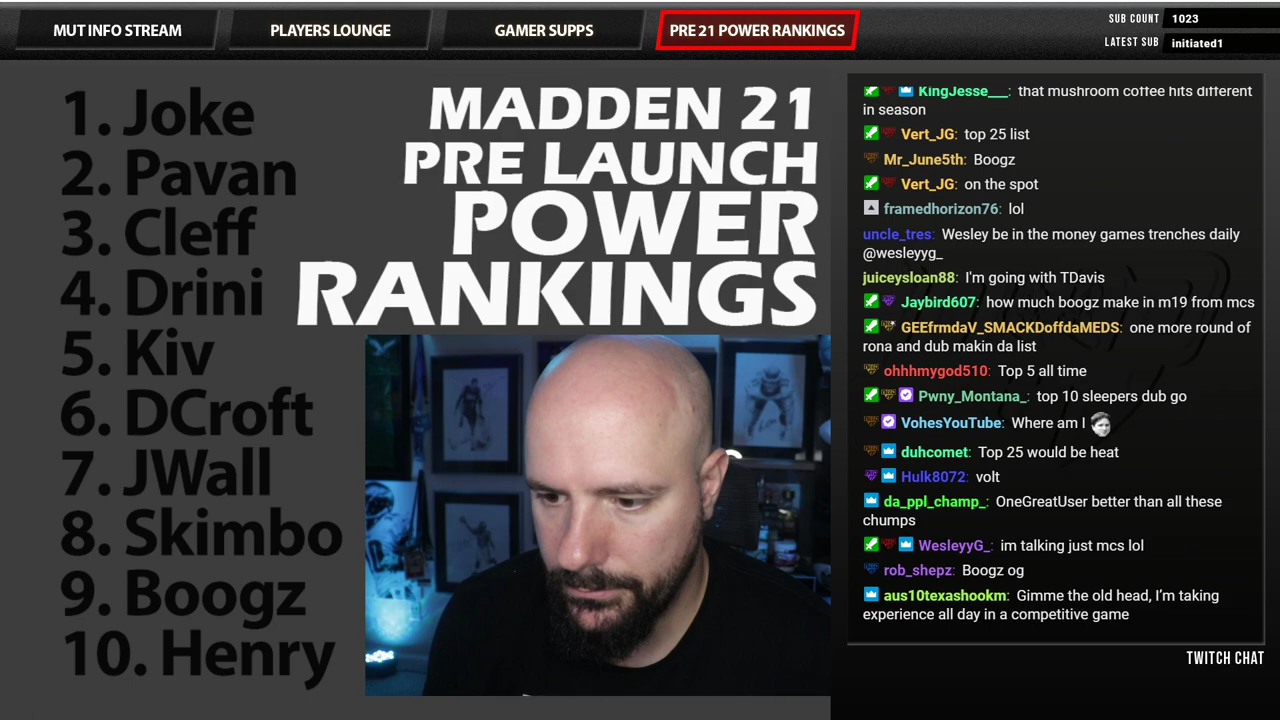 MUT INFO STREAM
PLAYERS LOUNGE
GAMER SUPPS
PRE 21 POWER RANKINGS
SUB COUNT 1023
LATEST SUB initiated1
1. Joke
2. Pavan
3. Cleff
4. Drini
5. Kiv
6. DCroft
7. JWall
8. Skimbo
9. Boogz
10. Henry
MADDEN 21
PRE LAUNCH
POWER
RANKINGS
KingJesse___: that mushroom coffee hits different
in season
Vert_JG: top 25 list
Mr_June5th: Boogz
Vert_JG: on the spot
framedhorizon76: lol
uncle_tres: Wesley be in the money games trenches daily
@wesleyyg_
juiceysloan88: I'm going with TDavis
Jaybird607: how much boogz make in m19 from mcs
GEEfrmdaV_SMACKDoffdaMEDS: one more round of
rona and dub makin da list
ohhhmygod510: Top 5 all time
Pwny_Montana_: top 10 sleepers dub go
VohesYouTube: Where am I
duhcomet: Top 25 would be heat
Hulk8072: volt
da_ppl_champ_: OneGreatUser better than all these
chumps
WesleyyG_: im talking just mcs lol
rob_shepz: Boogz og
aus10texashookm: Gimme the old head, I'm taking
experience all day in a competitive game
TWITCH CHAT